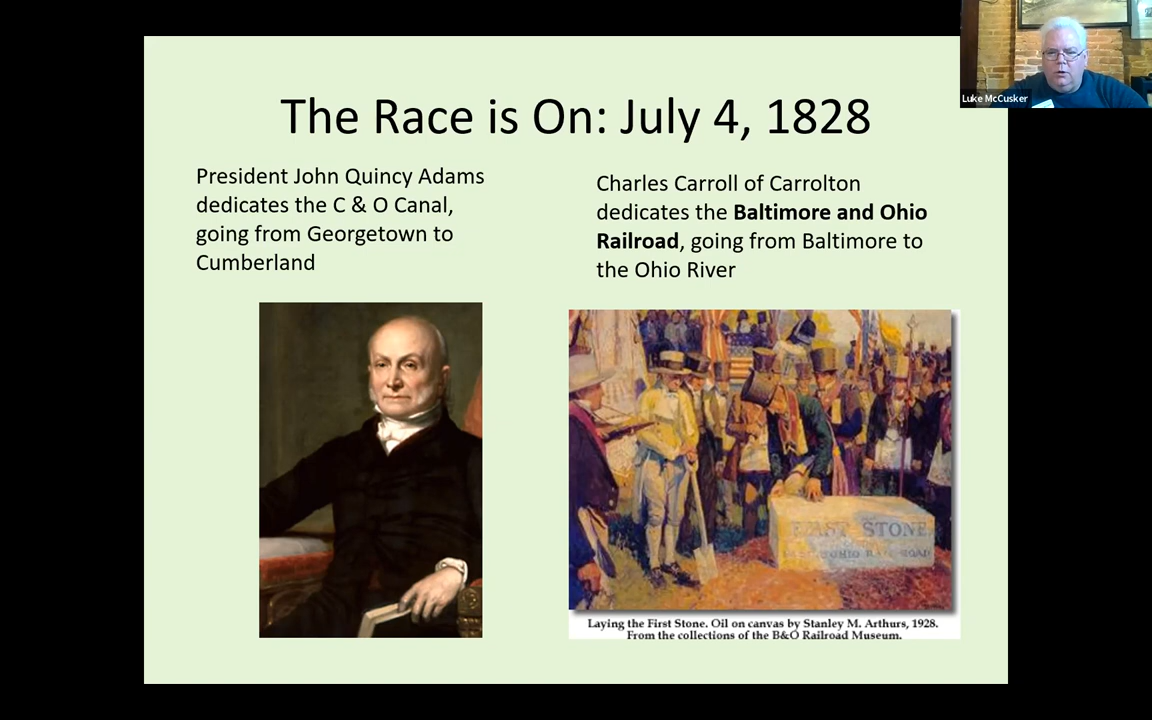 Luke McCusker
The Race is On: July 4, 1828
President John Quincy Adams
dedicates the C & O Canal,
going from Georgetown to
Cumberland
Charles Carroll of Carrolton
dedicates the Baltimore and Ohio
Railroad, going from Baltimore to
the Ohio River
STONE
OHIO RAILROAD
Laying the First Stone. Oil on canvas by Stanley M. Arthurs, 1928.
From the collections of the B&O Railroad Museum.